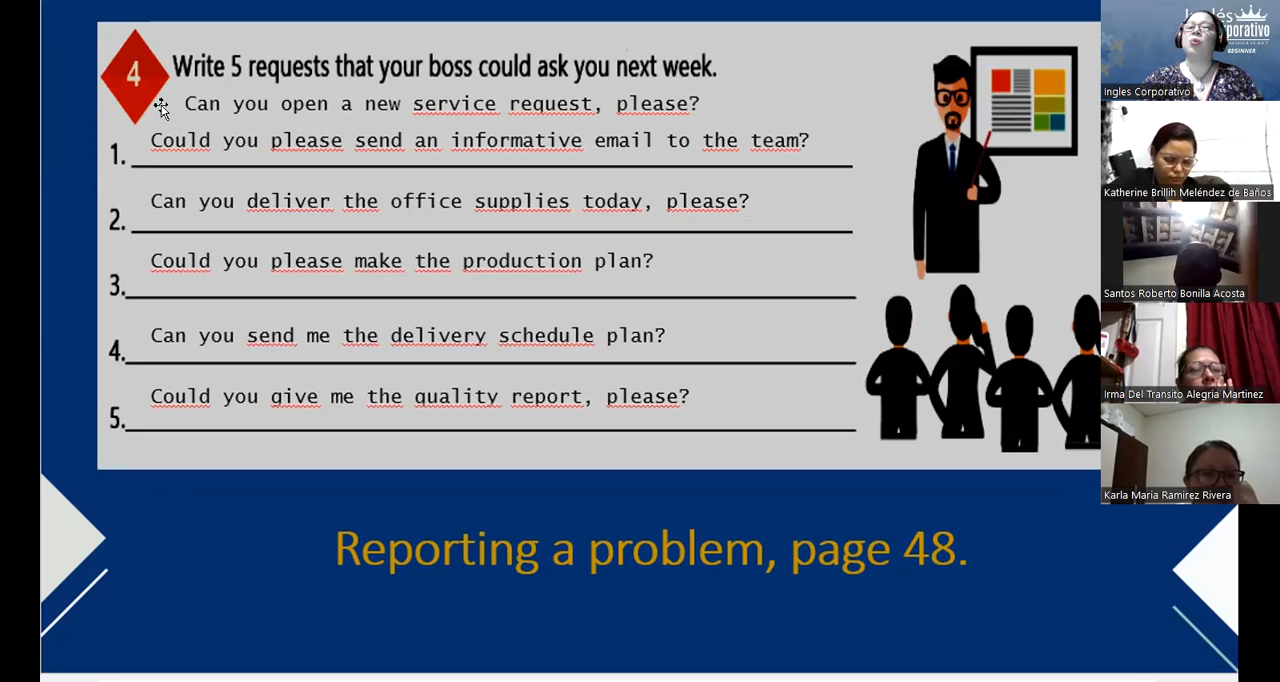 4
Write 5 requests that your boss could ask you next week.
Can you open a new service request, please?
1. Could you please send an informative email to the team?
2. Can you deliver the office supplies today, please?
3. Could you please make the production plan?
4. Can you send me the delivery schedule plan?
5. Could you give me the quality report, please?
Reporting a problem, page 48.
BEGINNER
Ingles Corporativo
Katherine Brillih Meléndez de Baños
Santos Roberto Bonilla Acosta
Irma Del Transito Alegria Martinez
Karla Maria Ramirez Rivera